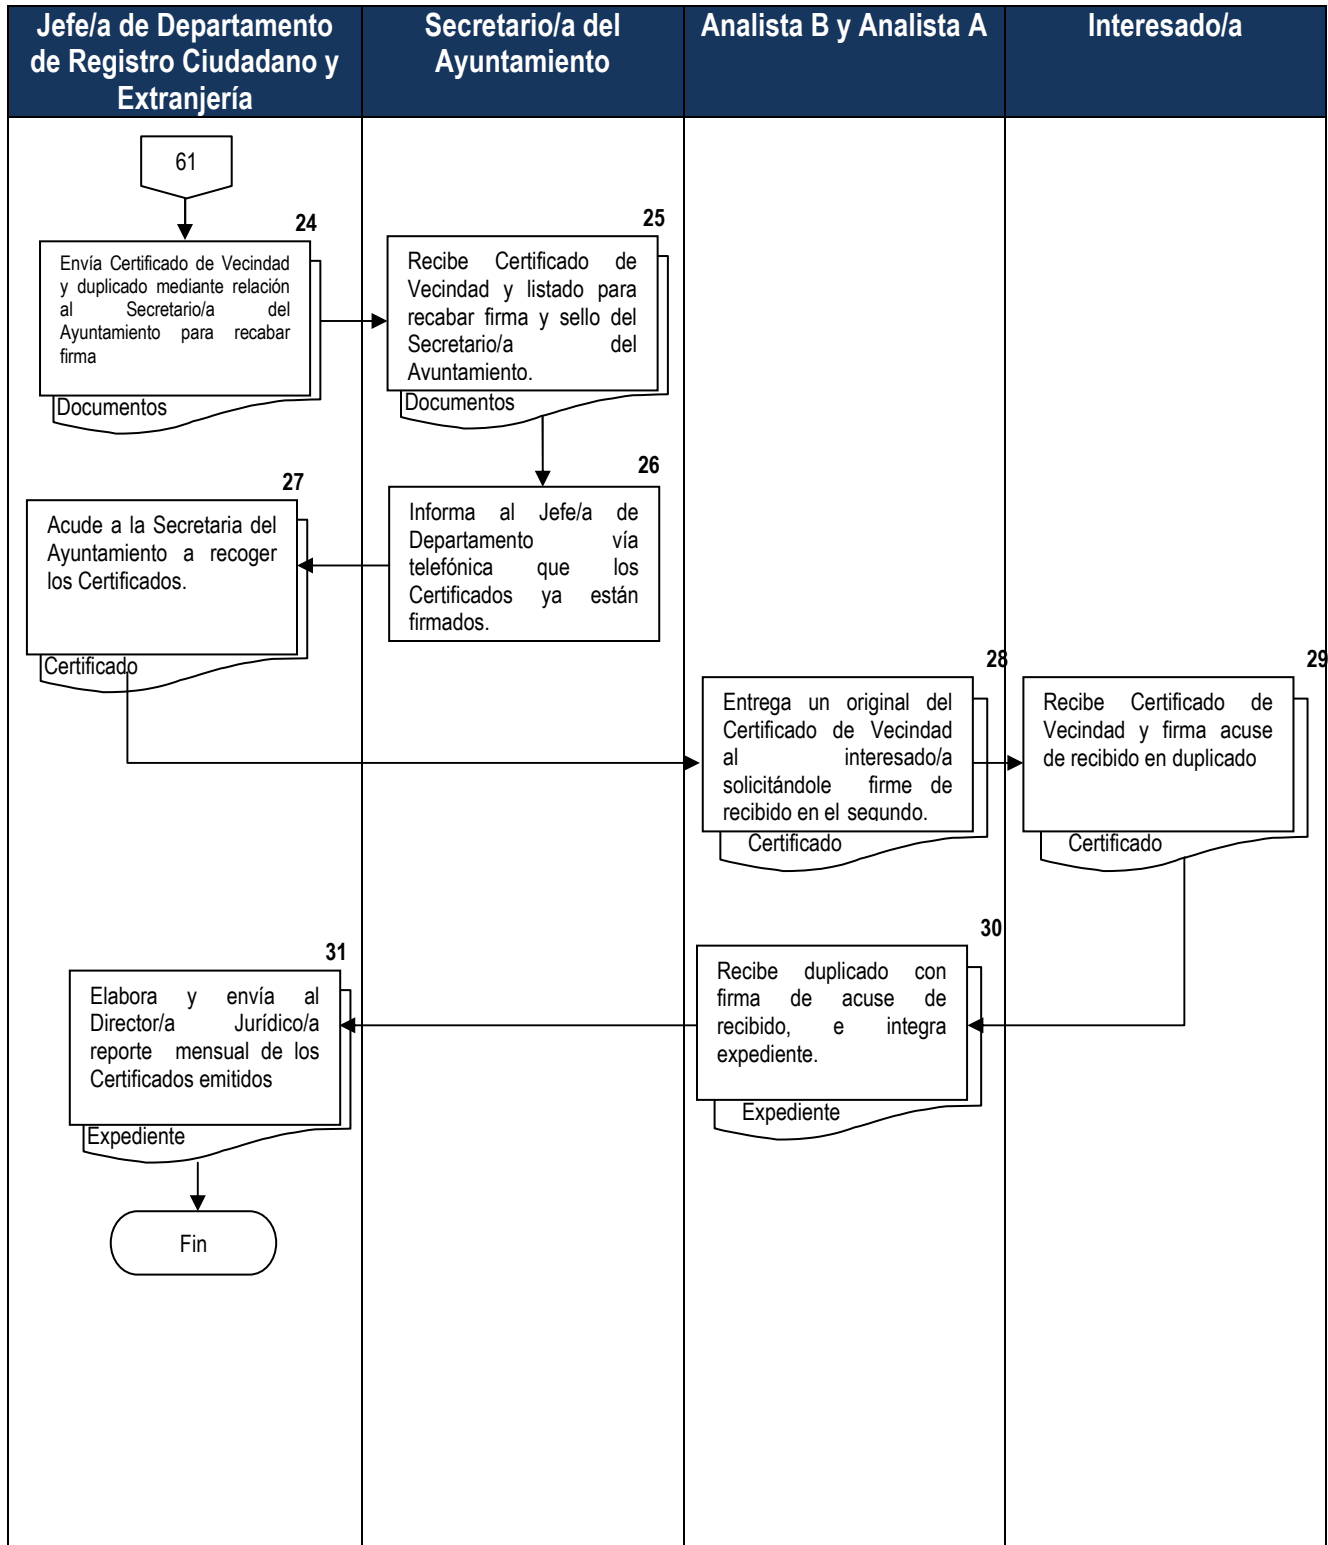 Jefe/a de Departamento
de Registro Ciudadano y
Extranjería
Secretario/a del
Ayuntamiento
Analista B y Analista A
Interesado/a
61
24
Envía Certificado de Vecindad
y duplicado mediante relación
al Secretario/a del
Ayuntamiento para recabar
firma
Documentos
25
Recibe Certificado de
Vecindad y listado para
recabar firma y sello del
Secretario/a del
Ayuntamiento.
Documentos
26
Informa al Jefe/a de
Departamento vía
telefónica que los
Certificados ya están
firmados.
27
Acude a la Secretaria del
Ayuntamiento a recoger
los Certificados.
Certificado
28
Entrega un original del
Certificado de Vecindad
al interesado/a
solicitándole firme de
recibido en el segundo.
Certificado
29
Recibe Certificado de
Vecindad y firma acuse
de recibido en duplicado
Certificado
30
Recibe duplicado con
firma de acuse de
recibido, e integra
expediente.
Expediente
31
Elabora y envía al
Director/a Jurídico/a
reporte mensual de los
Certificados emitidos
Expediente
Fin